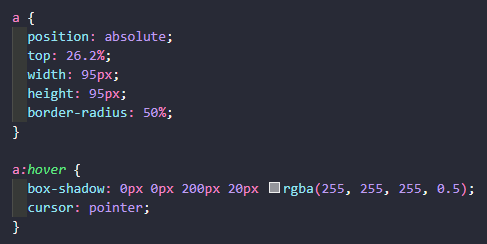 a {
  position: absolute;
  top: 26.2%;
  width: 95px;
  height: 95px;
  border-radius: 50%;
}

a:hover {
  box-shadow: 0px 0px 200px 20px rgba(255, 255, 255, 0.5);
  cursor: pointer;
}